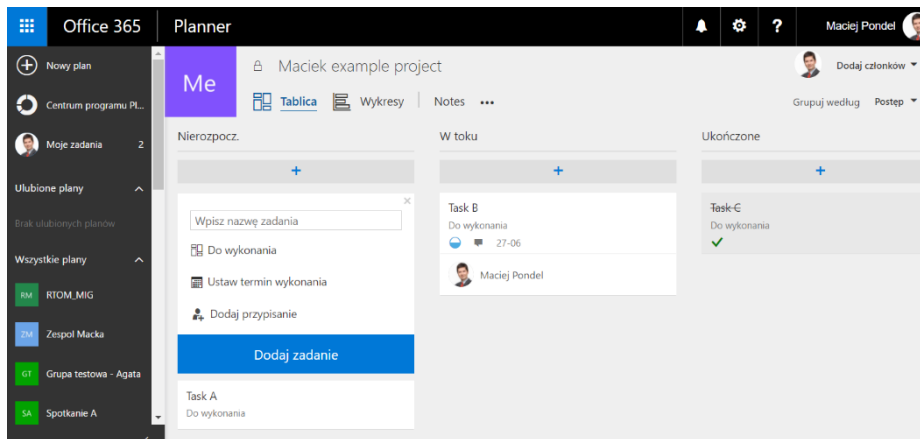 Office 365
Planner
?
Maciej Pondel
Nowy plan
Centrum programu Pl...
Moje zadania
2
Ulubione plany
Brak ulubionych planów
Wszystkie plany
RM
RTOM_MIG
ZM
Zespol Macka
GT
Grupa testowa - Agata
SA
Spotkanie A
Me
Maciek example project
Dodaj członków
Tablica
Wykresy
Notes
•••
Grupuj według
Postęp
Nierozpocz.
+
Wpisz nazwę zadania
Do wykonania
Ustaw termin wykonania
Dodaj przypisanie
Dodaj zadanie
Task A
Do wykonania
W toku
+
Task B
Do wykonania
27-06
Maciej Pondel
Ukończone
+
Task C
Do wykonania